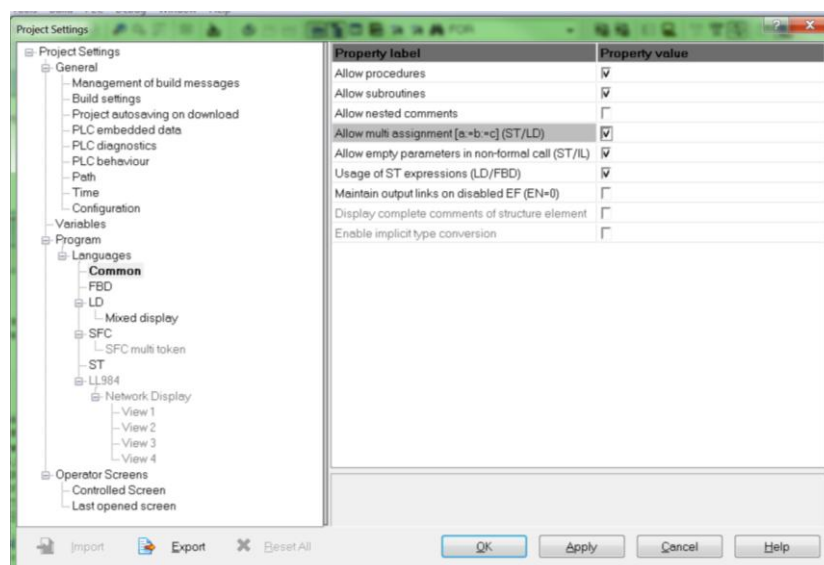 Project Settings
FOR
Project Settings
General
Management of build messages
Build settings
Project autosaving on download
PLC embedded data
PLC diagnostics
PLC behaviour
Path
Time
Configuration
Variables
Program
Languages
Common
FBD
LD
Mixed display
SFC
SFC multi token
ST
LL984
Network Display
View 1
View 2
View 3
View 4
Operator Screens
Controlled Screen
Last opened screen
Property label Property value
Allow procedures
Allow subroutines
Allow nested comments
Allow multi assignment [a:=b:=c] (ST/LD)
Allow empty parameters in non-formal call (ST/IL)
Usage of ST expressions (LD/FBD)
Maintain output links on disabled EF (EN=0)
Display complete comments of structure element
Enable implicit type conversion
Import Export Reset All OK Apply Cancel Help